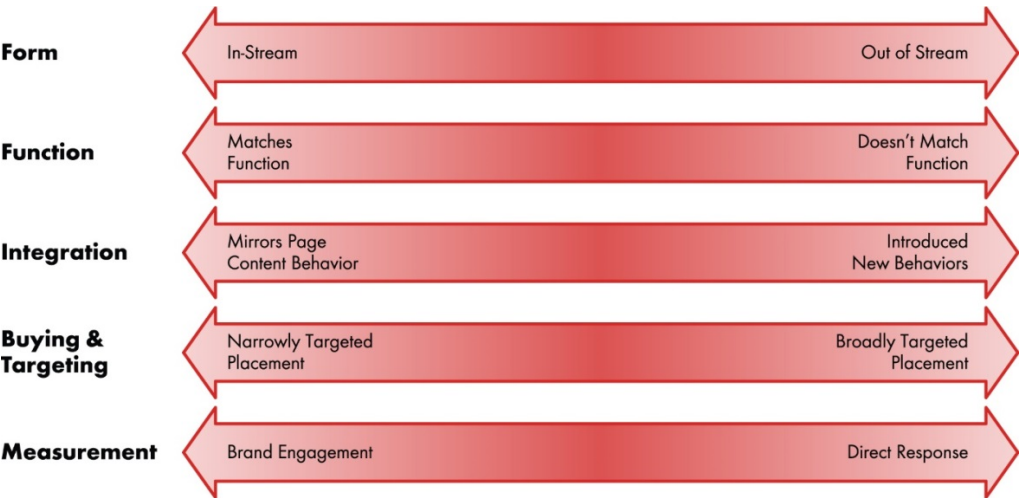 Form
In-Stream
Out of Stream
Function
Matches
Function
Doesn't Match
Function
Integration
Mirrors Page
Content Behavior
Introduced
New Behaviors
Buying &
Targeting
Narrowly Targeted
Placement
Broadly Targeted
Placement
Measurement
Brand Engagement
Direct Response